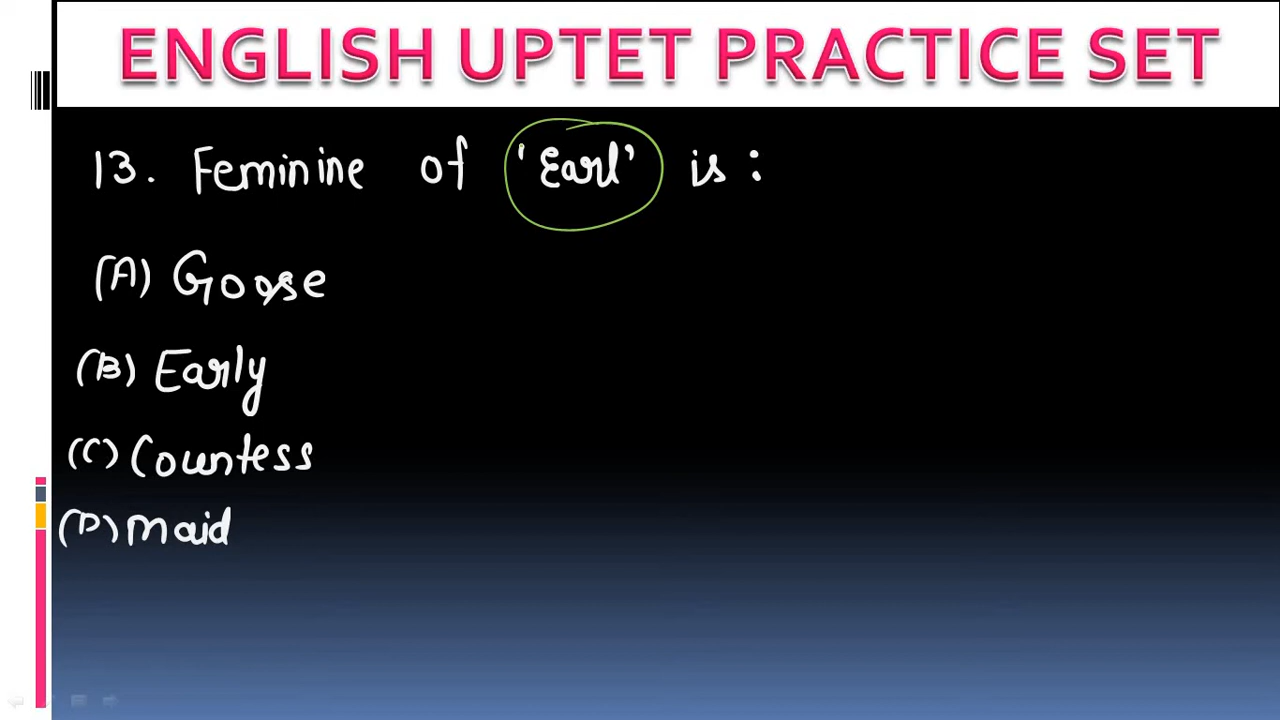 ENGLISH UPTET PRACTICE SET
13. Feminine of 'Earl' is :
(A) Goose
(B) Early
(C) Countess
(D) maid